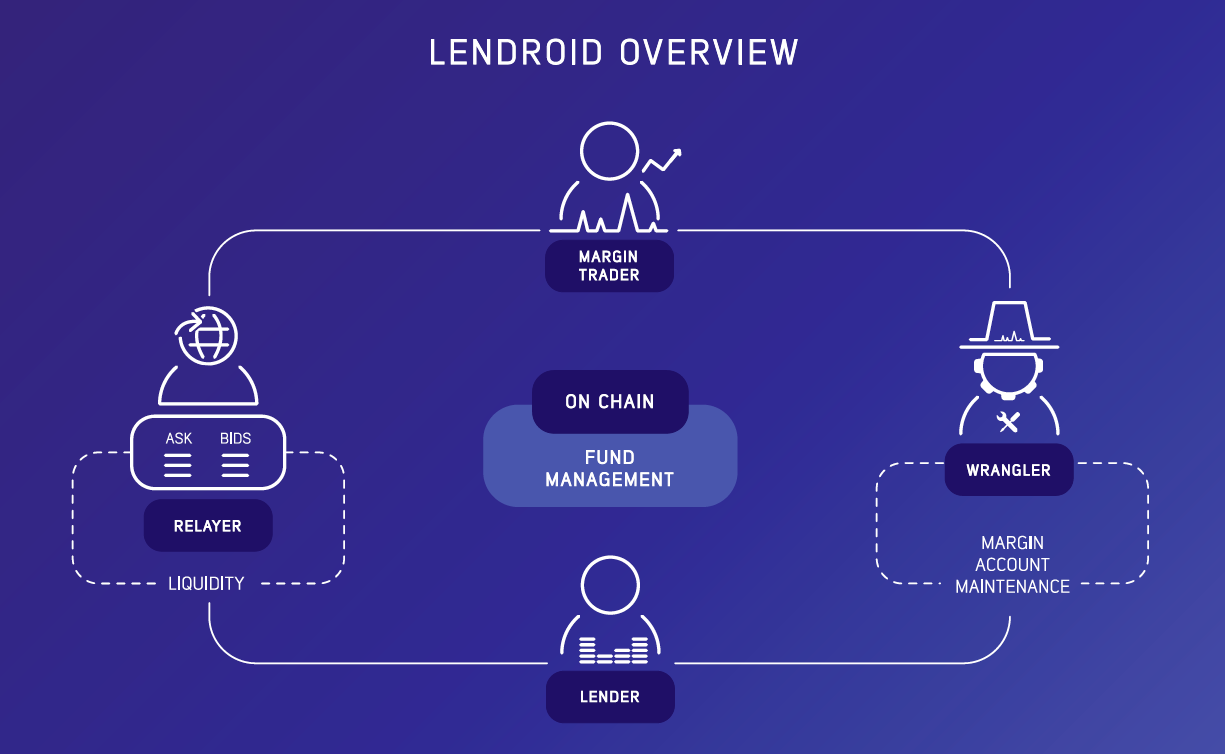 LENDROID OVERVIEW
MARGIN
TRADER
ASK BIDS
RELAYER
LIQUIDITY
ON CHAIN
FUND
MANAGEMENT
WRANGLER
MARGIN
ACCOUNT
MAINTENANCE
LENDER